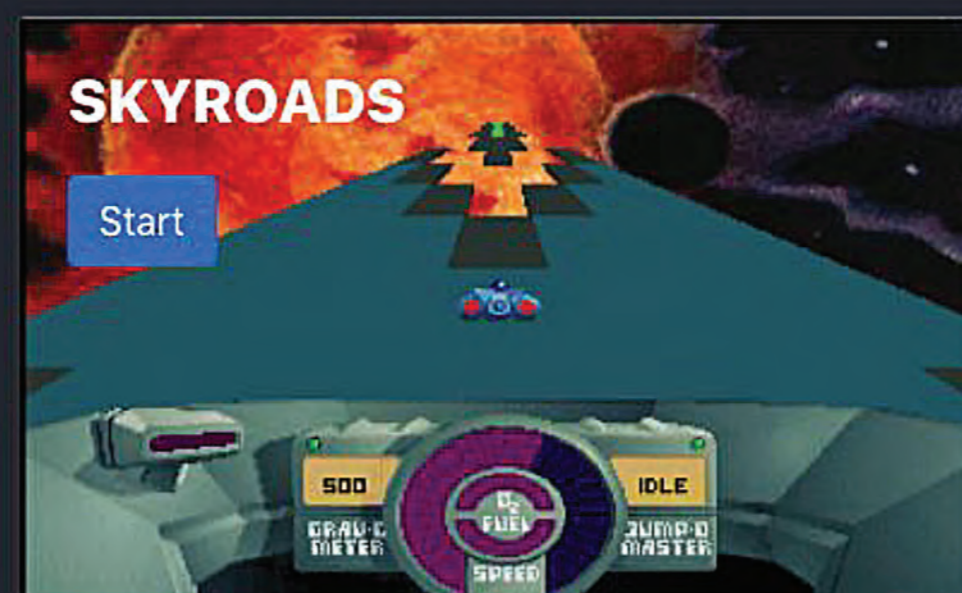 SKYROADS
Start
500
IDLE
O₂
FUEL
GRAV-O
METER
JUMP-O
MASTER
SPEED